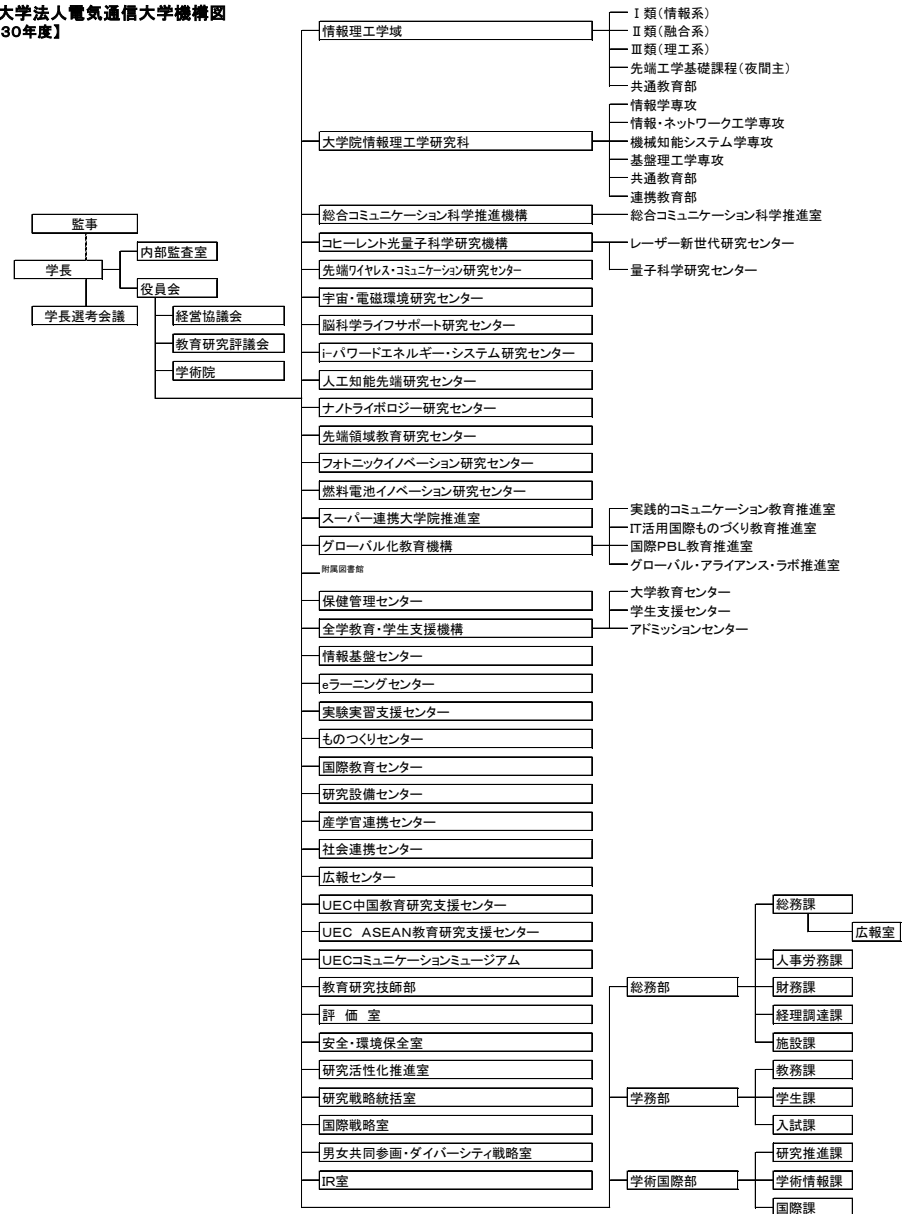 大学法人電気通信大学機構図
30年度】
監事
学長
学長選考会議
内部監査室
役員会
経営協議会
教育研究評議会
学術院
情報理工学域
Ⅰ類(情報系)
Ⅱ類(融合系)
Ⅲ類(理工系)
先端工学基礎課程(夜間主)
共通教育部
大学院情報理工学研究科
情報学専攻
情報・ネットワーク工学専攻
機械知能システム学専攻
基盤理工学専攻
共通教育部
連携教育部
総合コミュニケーション科学推進機構
総合コミュニケーション科学推進室
コヒーレント光量子科学研究機構
レーザー新世代研究センター
量子科学研究センター
先端ワイヤレス・コミュニケーション研究センター
宇宙・電磁環境研究センター
脳科学ライフサポート研究センター
i-パワードエネルギー・システム研究センター
人工知能先端研究センター
ナノトライボロジー研究センター
先端領域教育研究センター
フォトニックイノベーション研究センター
燃料電池イノベーション研究センター
スーパー連携大学院推進室
グローバル化教育機構
実践的コミュニケーション教育推進室
IT活用国際ものづくり教育推進室
国際PBL教育推進室
グローバル・アライアンス・ラボ推進室
附属図書館
保健管理センター
全学教育・学生支援機構
大学教育センター
学生支援センター
アドミッションセンター
情報基盤センター
eラーニングセンター
実験実習支援センター
ものつくりセンター
国際教育センター
研究設備センター
産学官連携センター
社会連携センター
広報センター
UEC中国教育研究支援センター
UEC ASEAN教育研究支援センター
UECコミュニケーションミュージアム
教育研究技師部
評 価 室
安全・環境保全室
研究活性化推進室
研究戦略統括室
国際戦略室
男女共同参画・ダイバーシティ戦略室
IR室
総務部
総務課
広報室
人事労務課
財務課
経理調達課
施設課
学務部
教務課
学生課
入試課
学術国際部
研究推進課
学術情報課
国際課